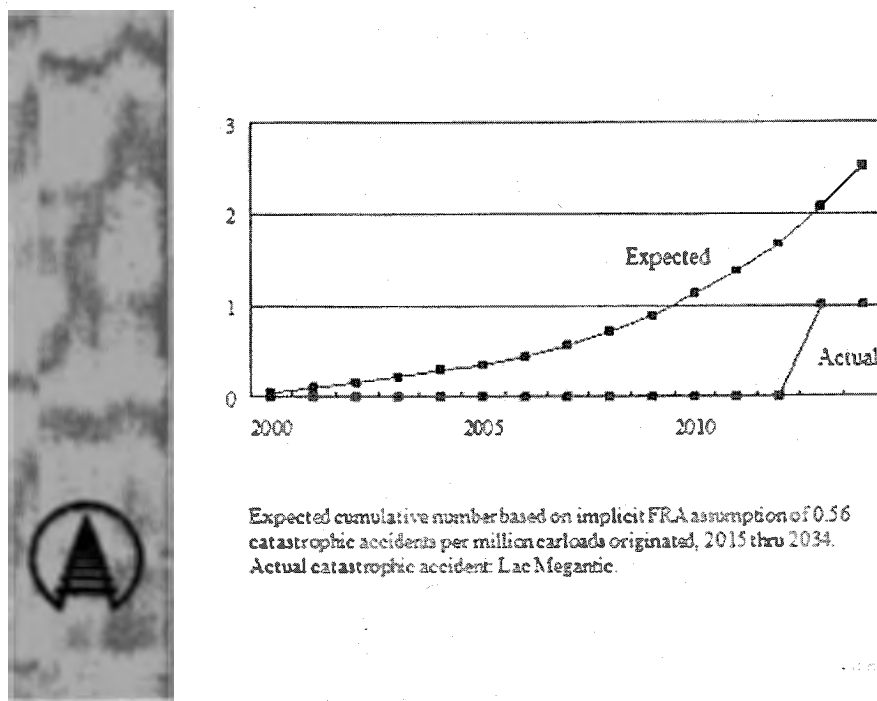 3
2
Expected
1
Actual
0
2000 2005 2010
Expected cumulative number based on implicit FRA assumption of 0.56
catastrophic accidents per million carloads originated, 2015 thru 2034.
Actual catastrophic accident: Lac Megantic.